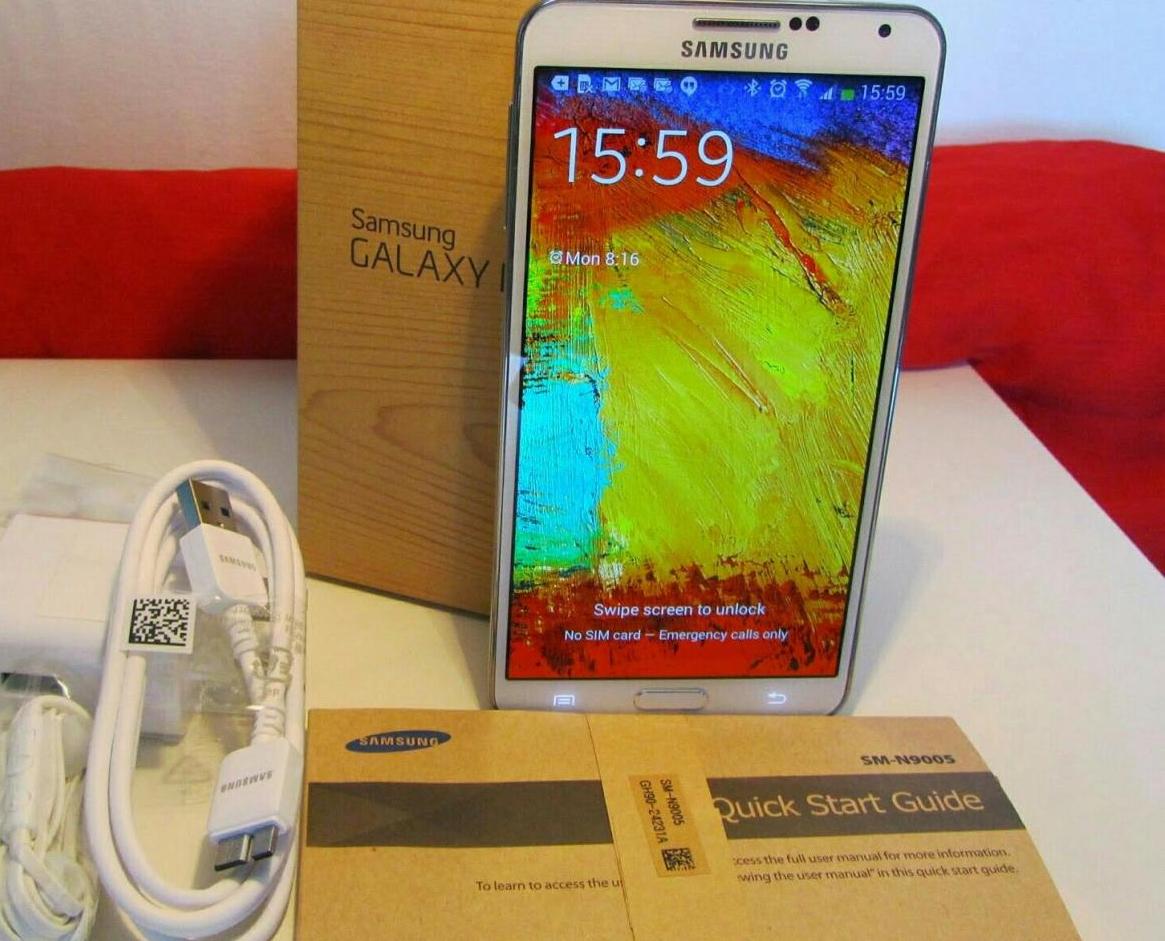 SAMSUNG
15:59
15:59
Mon 8:16
Samsung
GALAXY
Swipe screen to unlock
No SIM card – Emergency calls only
SAMSUNG
SAMSUNG
SAMSUNG
SM-N9005
SM-N9005
GH90-24231A
Quick Start Guide
To learn to access the
the full user manual for more information.
the user manual" in this quick start guide.